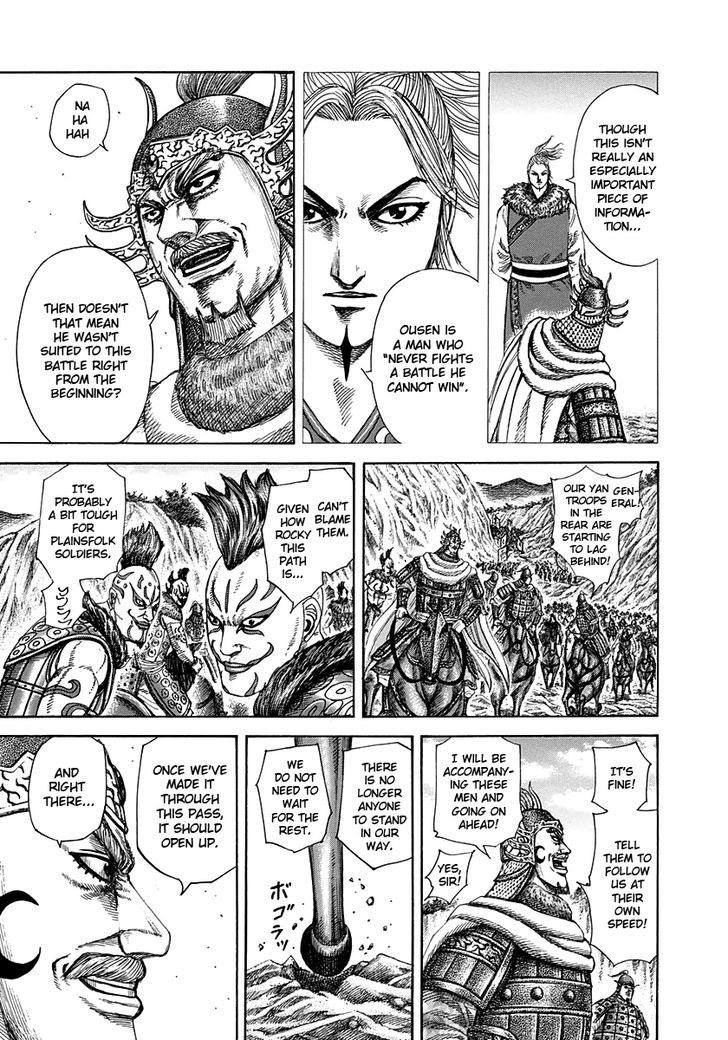 THOUGH
THIS ISN'T
REALLY AN
ESPECIALLY
IMPORTANT
PIECE OF
INFORMA-
TION...
OUSEN IS
A MAN WHO
"NEVER FIGHTS
A BATTLE HE
CANNOT WIN".
NA
HA
HAH
THEN DOESN'T
THAT MEAN
HE WASN'T
SUITED TO THIS
BATTLE RIGHT
FROM THE
BEGINNING?
GEN-
ERAL!
OUR YAN
TROOPS IN
THE REAR ARE
STARTING
TO LAG
BEHIND!
CAN'T
BLAME
THEM.
GIVEN
HOW
ROCKY
THIS
PATH
IS...
IT'S
PROBABLY
A BIT TOUGH
FOR
PLAINSFOLK
SOLDIERS.
IT'S
FINE!
TELL
THEM TO
FOLLOW
US AT
THEIR
OWN
SPEED!
I WILL BE
ACCOMPANY-
ING THESE
MEN AND
GOING ON
AHEAD!
YES,
SIR!
THERE
IS NO
LONGER
ANYONE
TO STAND
IN OUR
WAY.
WE
DO NOT
NEED TO
WAIT
FOR THE
REST.
ボゴラッ
ONCE WE'VE
MADE IT
THROUGH
THIS PASS,
IT SHOULD
OPEN UP.
AND
RIGHT
THERE...